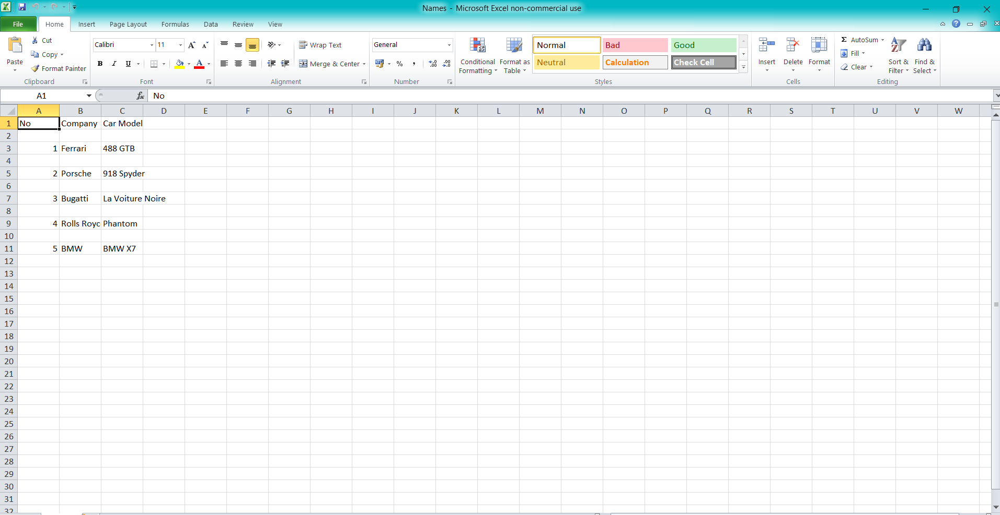 Names - Microsoft Excel non-commercial use
File Home Insert Page Layout Formulas Data Review View
Paste
Cut
Copy
Format Painter
Clipboard
Calibri 11
B I U
Font
Wrap Text
Merge & Center
Alignment
General
% ,
Number
Conditional Formatting
Format as Table
Normal Bad Good
Neutral Calculation Check Cell
Styles
Insert Delete Format
Cells
Σ AutoSum
Fill
Clear
Sort & Filter
Find & Select
Editing
A1 fx No
A B C D E F G H I J K L M N O P Q R S T U V W
1 No Company Car Model
2
3 1 Ferrari 488 GTB
4
5 2 Porsche 918 Spyder
6
7 3 Bugatti La Voiture Noire
8
9 4 Rolls Royc Phantom
10
11 5 BMW BMW X7
12
13
14
15
16
17
18
19
20
21
22
23
24
25
26
27
28
29
30
31
32